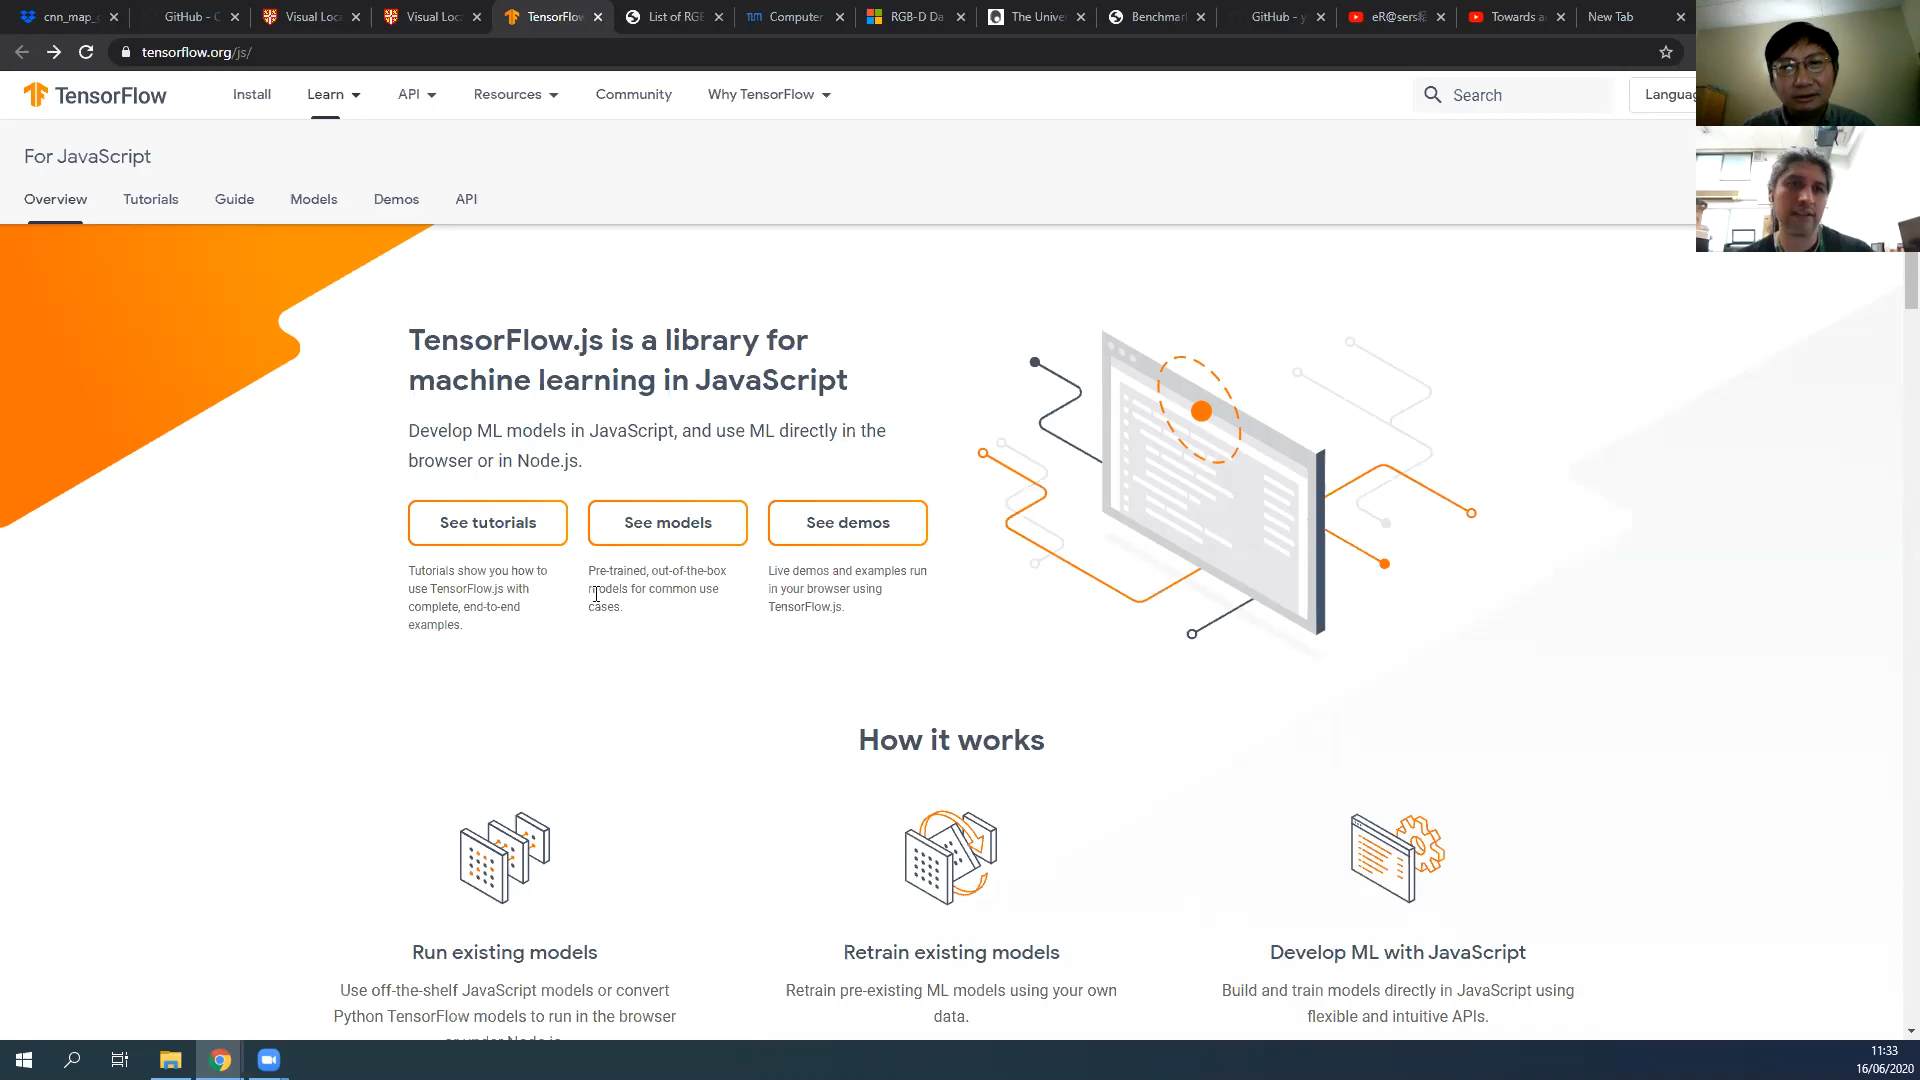 cnn_map_
GitHub - C
Visual Loca
Visual Loca
TensorFlow
List of RGB
Computer
RGB-D Da
The Unive
Benchmar
GitHub - y
eR@sers
Towards a
New Tab
tensorflow.org/js/
TensorFlow
Install
Learn
API
Resources
Community
Why TensorFlow
Search
Languag
For JavaScript
Overview
Tutorials
Guide
Models
Demos
API
TensorFlow.js is a library for
machine learning in JavaScript
Develop ML models in JavaScript, and use ML directly in the
browser or in Node.js.
See tutorials
See models
See demos
Tutorials show you how to
use TensorFlow.js with
complete, end-to-end
examples.
Pre-trained, out-of-the-box
models for common use
cases.
Live demos and examples run
in your browser using
TensorFlow.js.
How it works
Run existing models
Use off-the-shelf JavaScript models or convert
Python TensorFlow models to run in the browser
or under Node.js
Retrain existing models
Retrain pre-existing ML models using your own
data.
Develop ML with JavaScript
Build and train models directly in JavaScript using
flexible and intuitive APIs.
11:33
16/06/2020